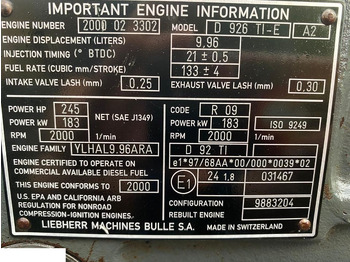 IMPORTANT ENGINE INFORMATION
ENGINE NUMBER 2000 02 3302 MODEL D 926 TI-E A2
ENGINE DISPLACEMENT (LITERS) 9.96
INJECTION TIMING (° BTDC) 21 ± 0,5
FUEL RATE (CUBIC mm/STROKE) 133 ± 4
INTAKE VALVE LASH (mm) 0.25 EXHAUST VALVE LASH (mm) 0.30
POWER HP 245 CODE R 09
POWER kW 183 NET (SAE J1349) POWER kW 183 ISO 9249
RPM 2000 1/min RPM 2000 1/min
ENGINE FAMILY YLHAL9.96ARA D 92 TI
ENGINE CERTIFIED TO OPERATE ON e1*97/68AA*00/000*0039*02
COMMERCIAL AVAILABLE DIESEL FUEL
E1 24 1.8 031467
THIS ENGINE CONFORMS TO 2000
U.S. EPA AND CALIFORNIA ARB CONFIGURATION 9883204
REGULATION FOR NONROAD REBUILT ENGINE
COMPRESSION-IGNITION ENGINES.
LIEBHERR MACHINES BULLE S.A. MADE IN SWITZERLAND